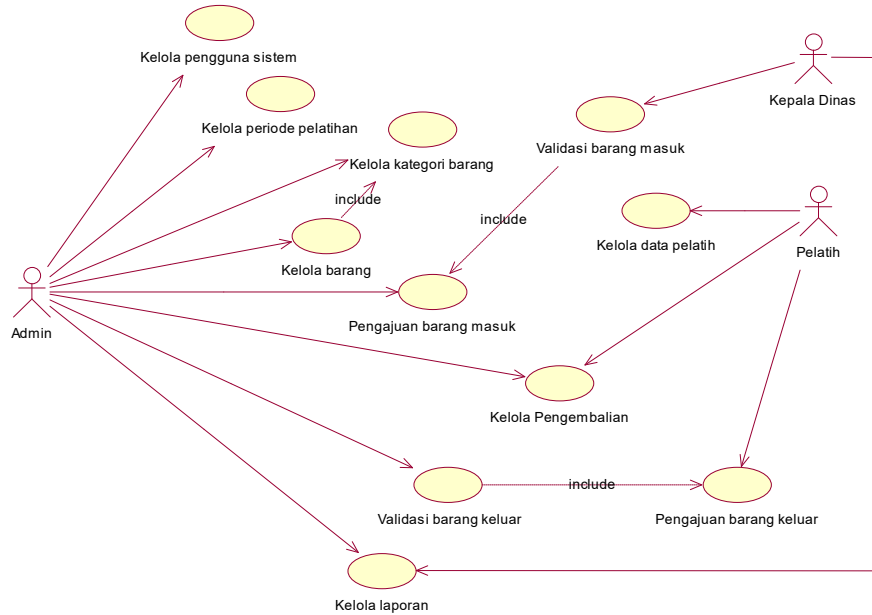 Kelola pengguna sistem
Kepala Dinas
Kelola periode pelatihan
Kelola kategori barang
Validasi barang masuk
include
include
Kelola data pelatih
Pelatih
Kelola barang
Admin
Pengajuan barang masuk
Kelola Pengembalian
include
Validasi barang keluar
Pengajuan barang keluar
Kelola laporan